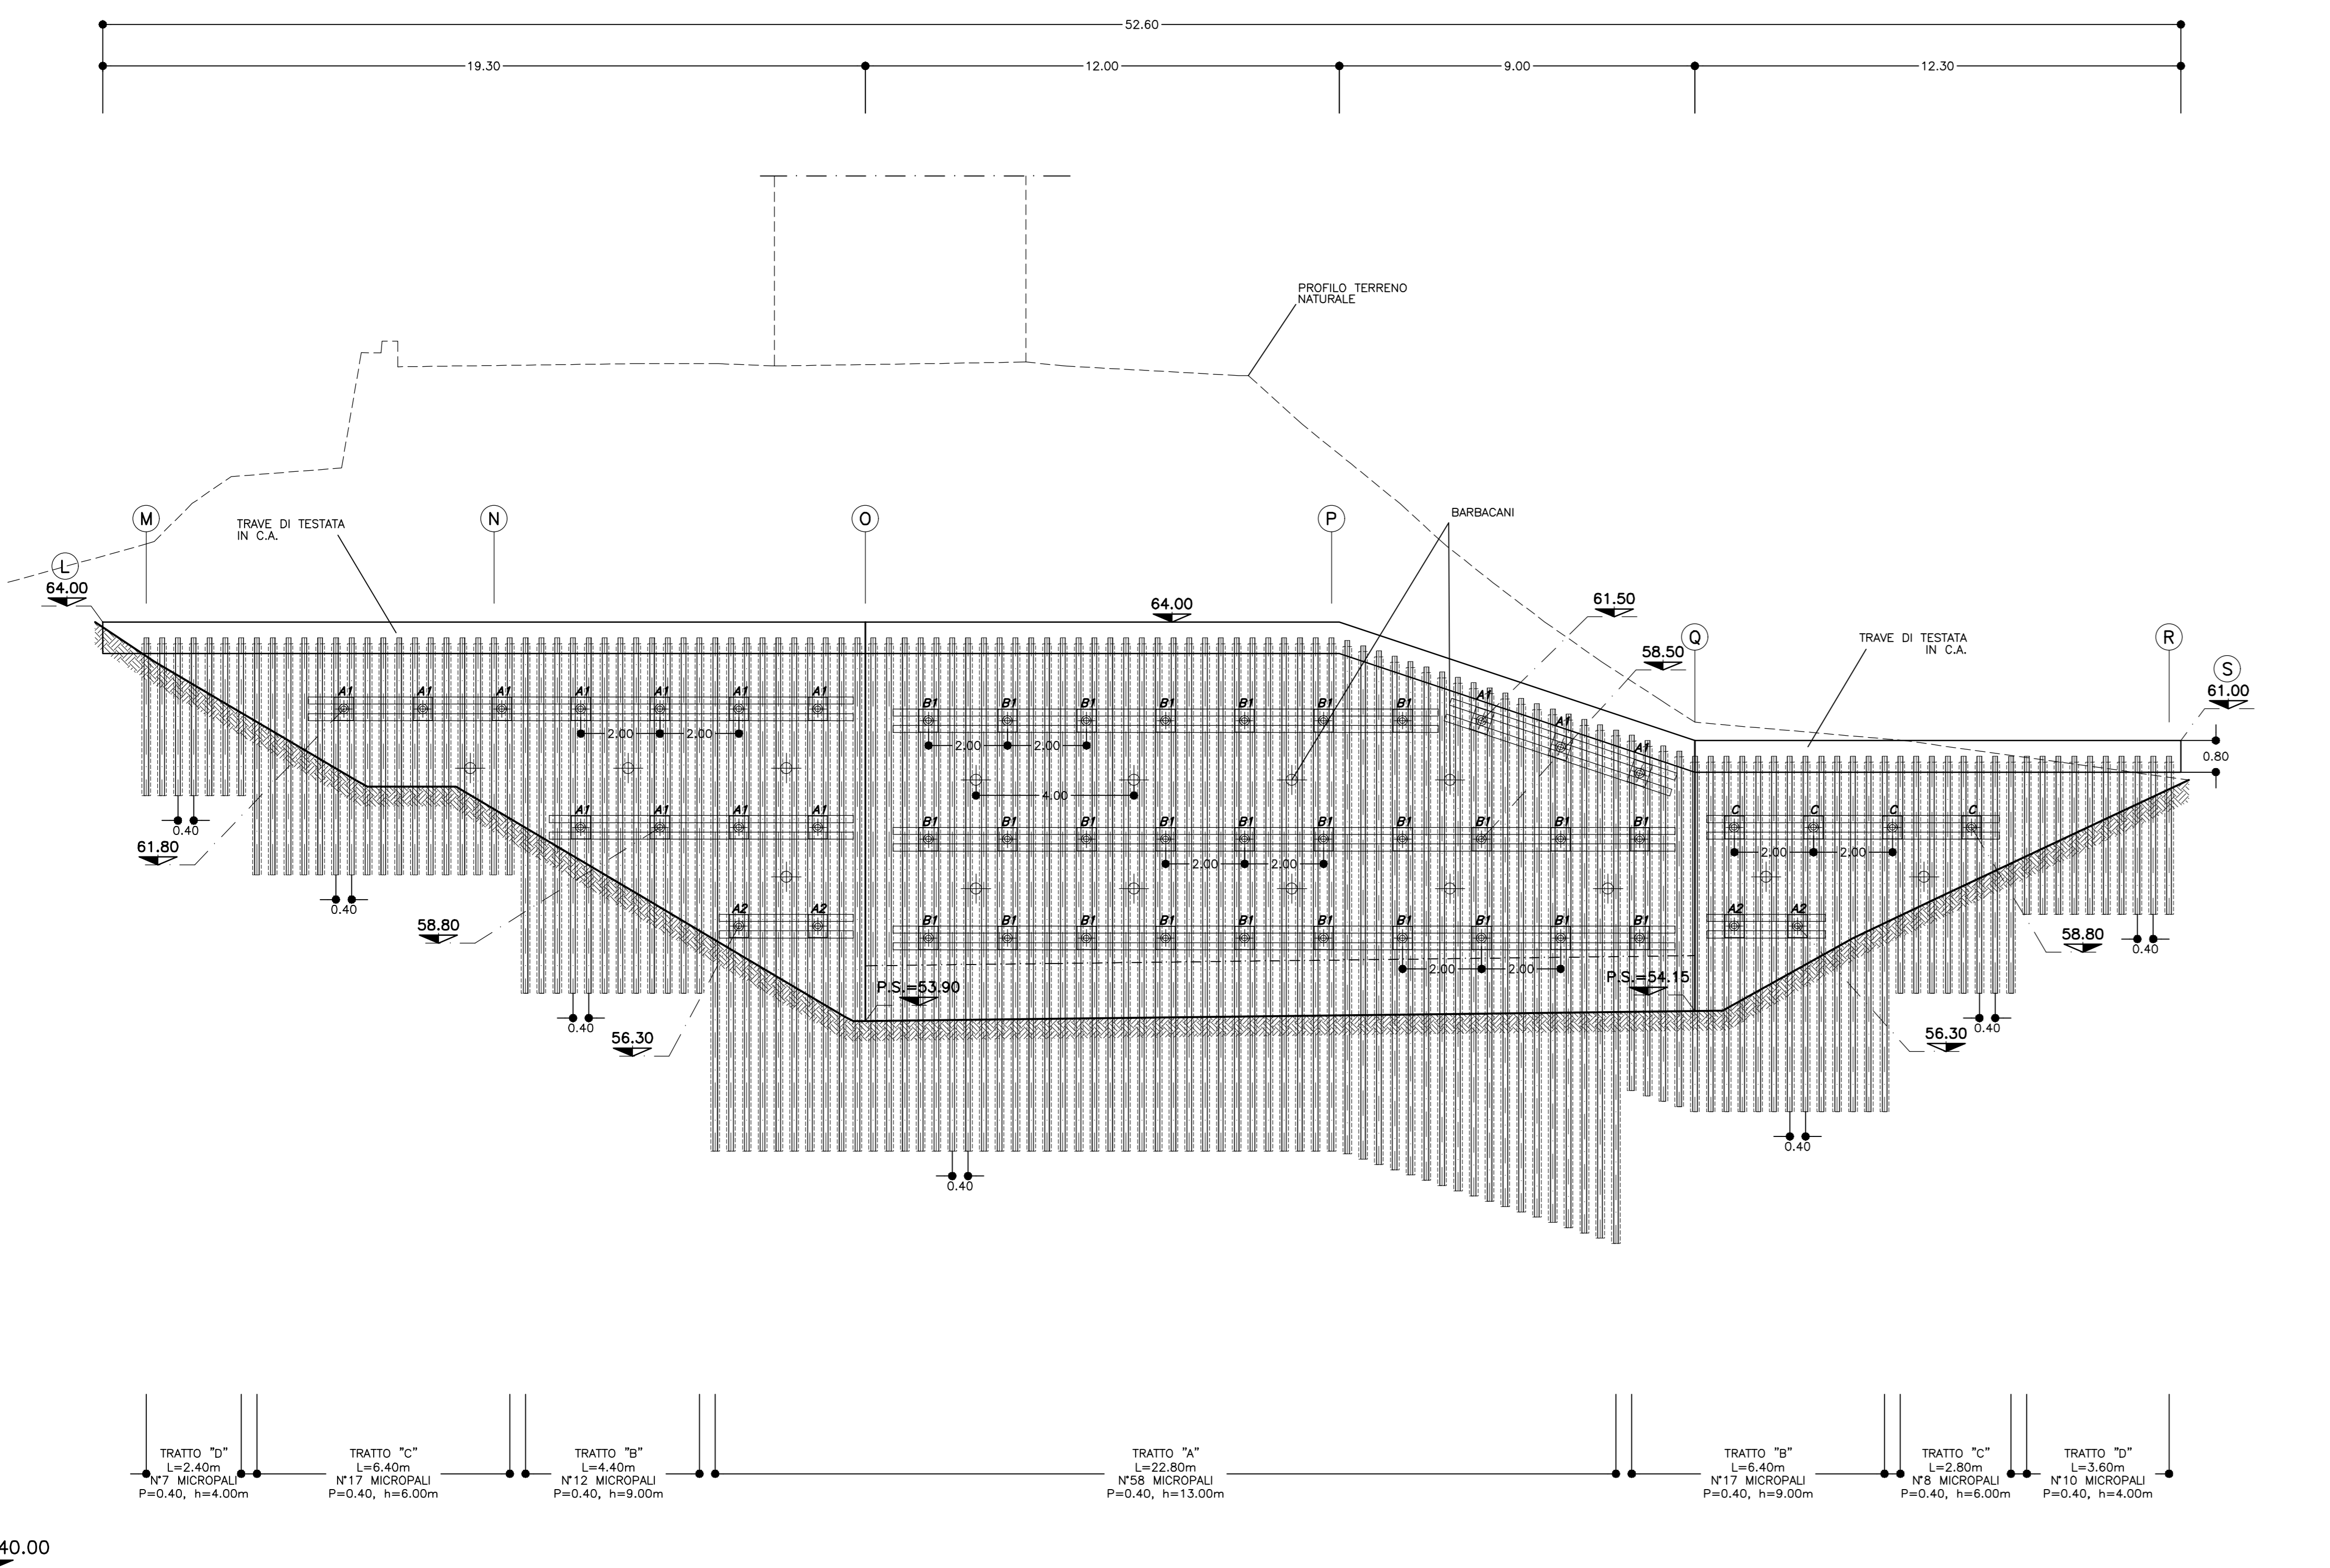 52.60
19.30
12.00
9.00
12.30
PROFILO TERRENO
NATURALE
M
N
O
P
BARBACANI
TRAVE DI TESTATA
IN C.A.
L
64.00
64.00
61.50
58.50
Q
TRAVE DI TESTATA
IN C.A.
R
S
61.00
0.80
A1 A1 A1 A1 A1 A1 A1
2.00 2.00
B1 B1 B1 B1 B1 B1 B1
2.00 2.00
A1
A1
A1
4.00
0.40
61.80
A1 A1 A1 A1
B1 B1 B1 B1 B1 B1 B1 B1 B1 B1
2.00 2.00
C C C C
2.00 2.00
0.40
58.80
A2 A2
B1 B1 B1 B1 B1 B1 B1 B1 B1 B1
2.00 2.00
A2 A2
58.80
0.40
P.S.=53.90
P.S.=54.15
0.40
56.30
0.40
56.30
0.40
0.40
TRATTO "D"
L=2.40m
N°7 MICROPALI
P=0.40, h=4.00m
TRATTO "C"
L=6.40m
N°17 MICROPALI
P=0.40, h=6.00m
TRATTO "B"
L=4.40m
N°12 MICROPALI
P=0.40, h=9.00m
TRATTO "A"
L=22.80m
N°58 MICROPALI
P=0.40, h=13.00m
TRATTO "B"
L=6.40m
N°17 MICROPALI
P=0.40, h=9.00m
TRATTO "C"
L=2.80m
N°8 MICROPALI
P=0.40, h=6.00m
TRATTO "D"
L=3.60m
N°10 MICROPALI
P=0.40, h=4.00m
40.00